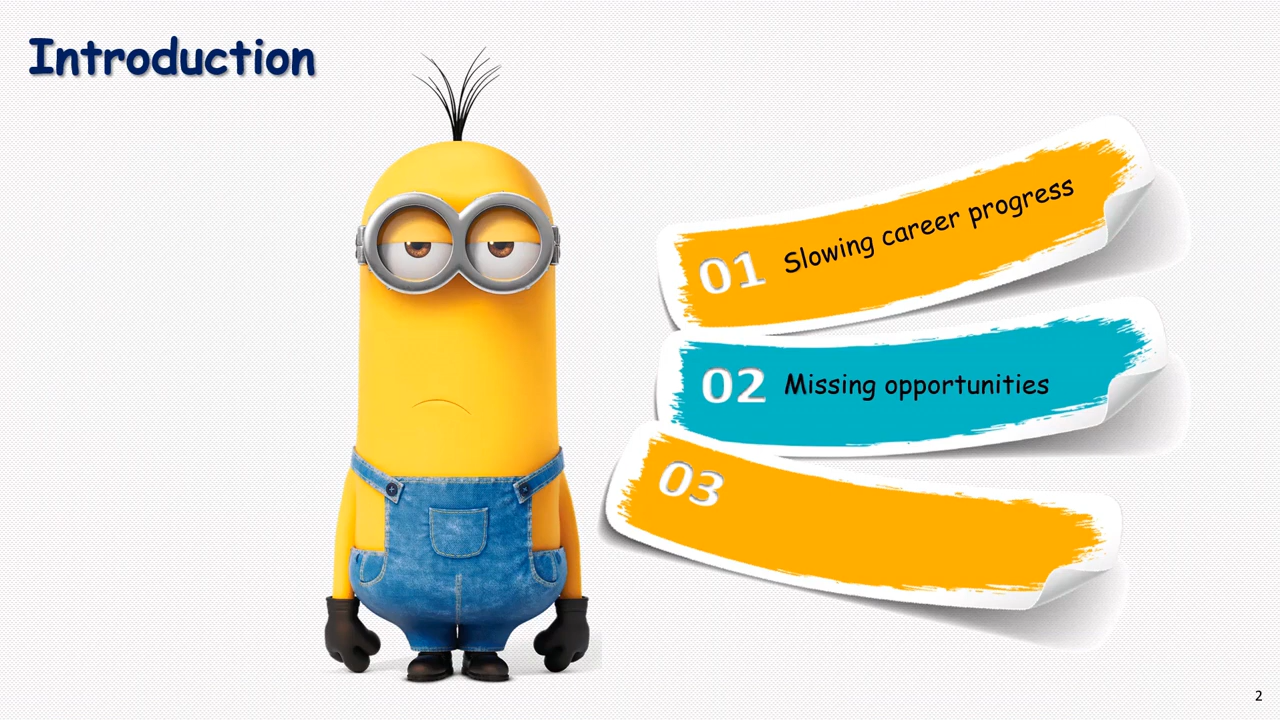 Introduction
01 Slowing career progress
02 Missing opportunities
03
2